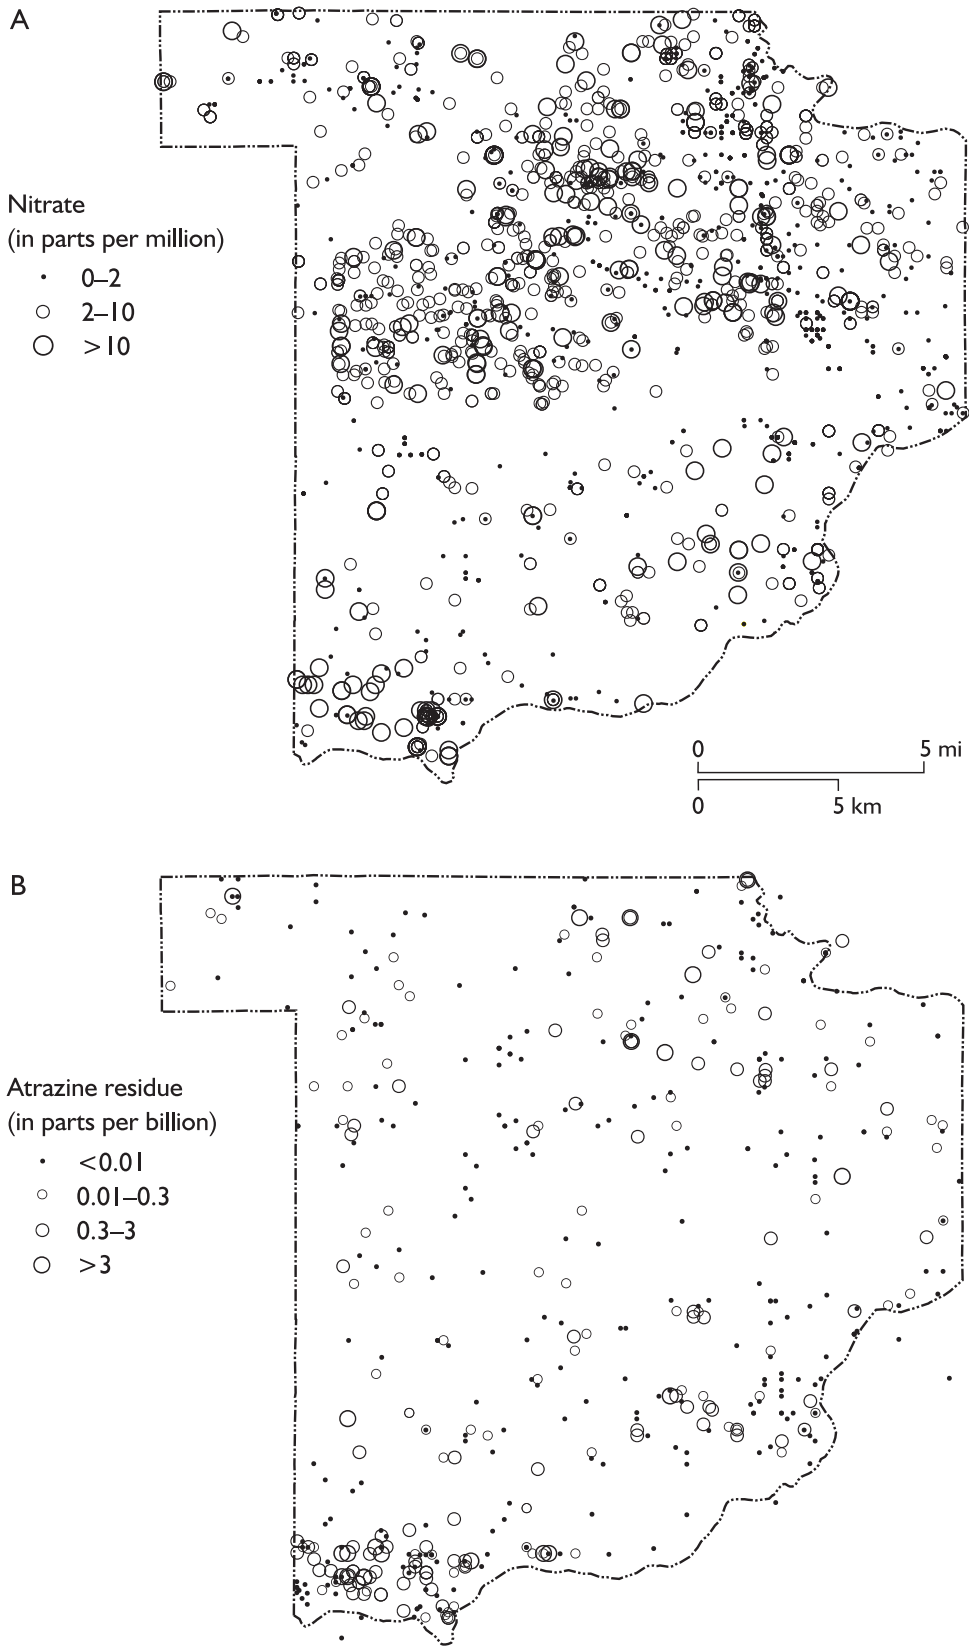 A
Nitrate
(in parts per million)
0–2
2–10
>10
0 5 mi
0 5 km
B
Atrazine residue
(in parts per billion)
<0.01
0.01–0.3
0.3–3
>3